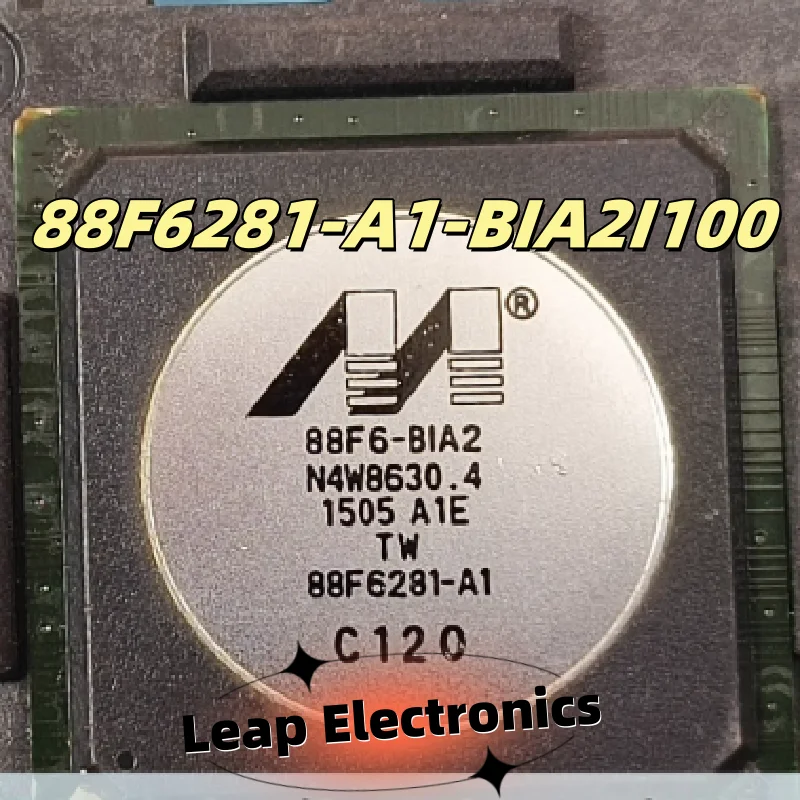 88F6281-A1-BIA2I100
®
88F6-BIA2
N4W8630.4
1505 A1E
TW
88F6281-A1
C120
Leap Electronics